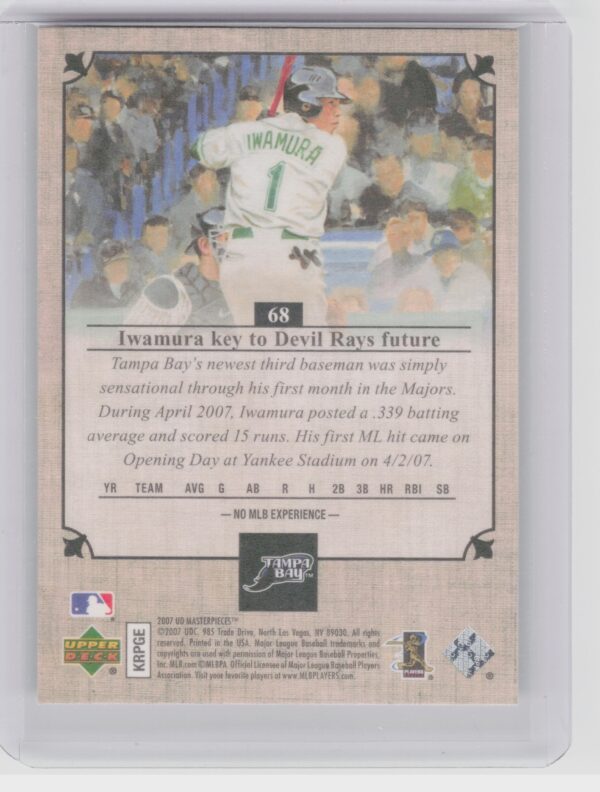 IWAMURA
1
68
Iwamura key to Devil Rays future
Tampa Bay's newest third baseman was simply
sensational through his first month in the Majors.
During April 2007, Iwamura posted a .339 batting
average and scored 15 runs. His first ML hit came on
Opening Day at Yankee Stadium on 4/2/07.
YR TEAM AVG G AB R H 2B 3B HR RBI SB
— NO MLB EXPERIENCE —
TAMPA
BAY™
UPPER
DECK®
KRPGE
2007 UD MASTERPIECES™
©2007 UDC, 985 Trade Drive, North Las Vegas, NV 89030. All rights
reserved. Printed in the USA. Major League Baseball trademarks and
copyrights are used with permission of Major League Baseball Properties,
Inc. MLB.com ©MLBPA. Official Licensee of Major League Baseball Players
Association. Visit your favorite players at www.MLBPLAYERS.com.
PLAYERS